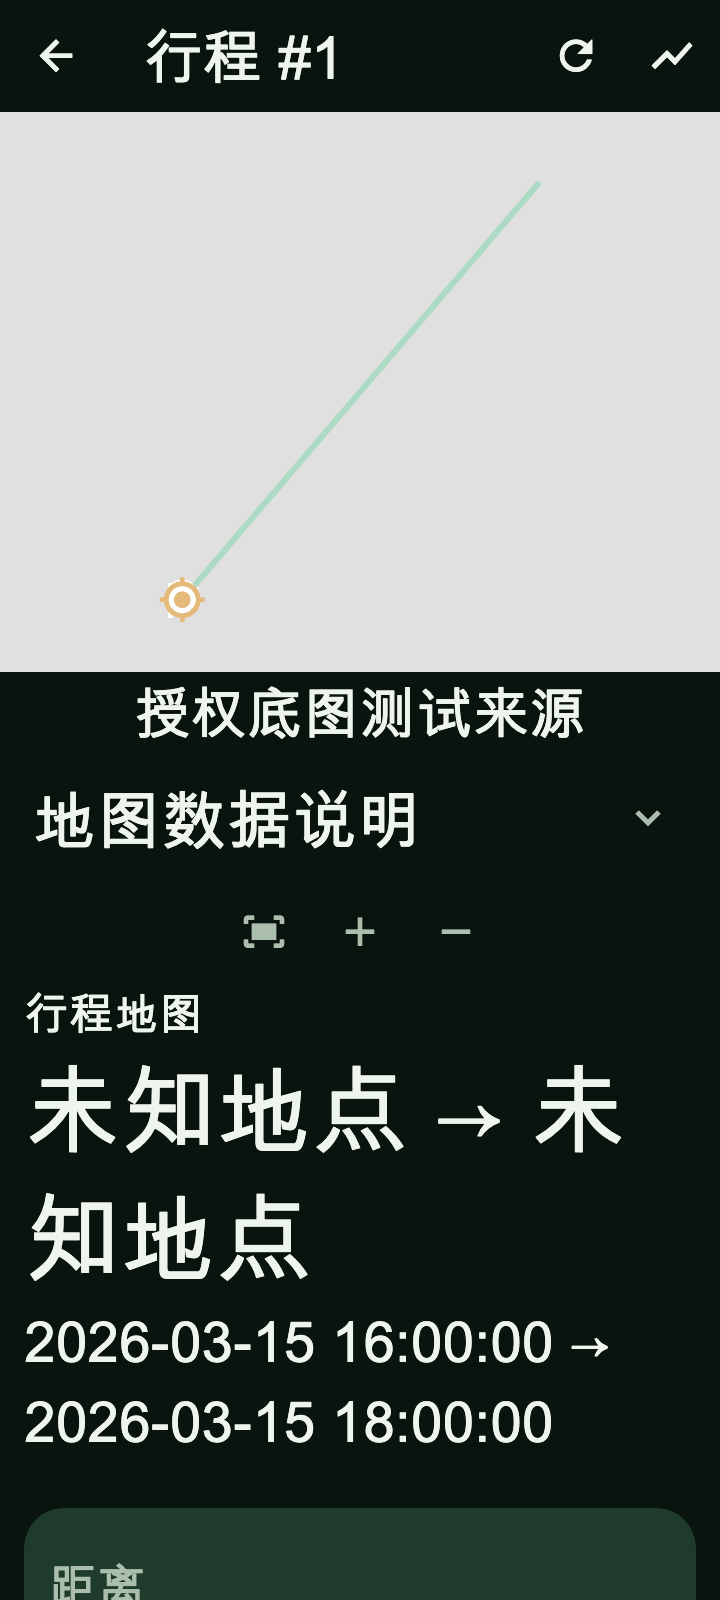 行程 #1
授权底图测试来源
地图数据说明
行程地图
未知地点 → 未
知地点
2026-03-15 16:00:00 →
2026-03-15 18:00:00
距离